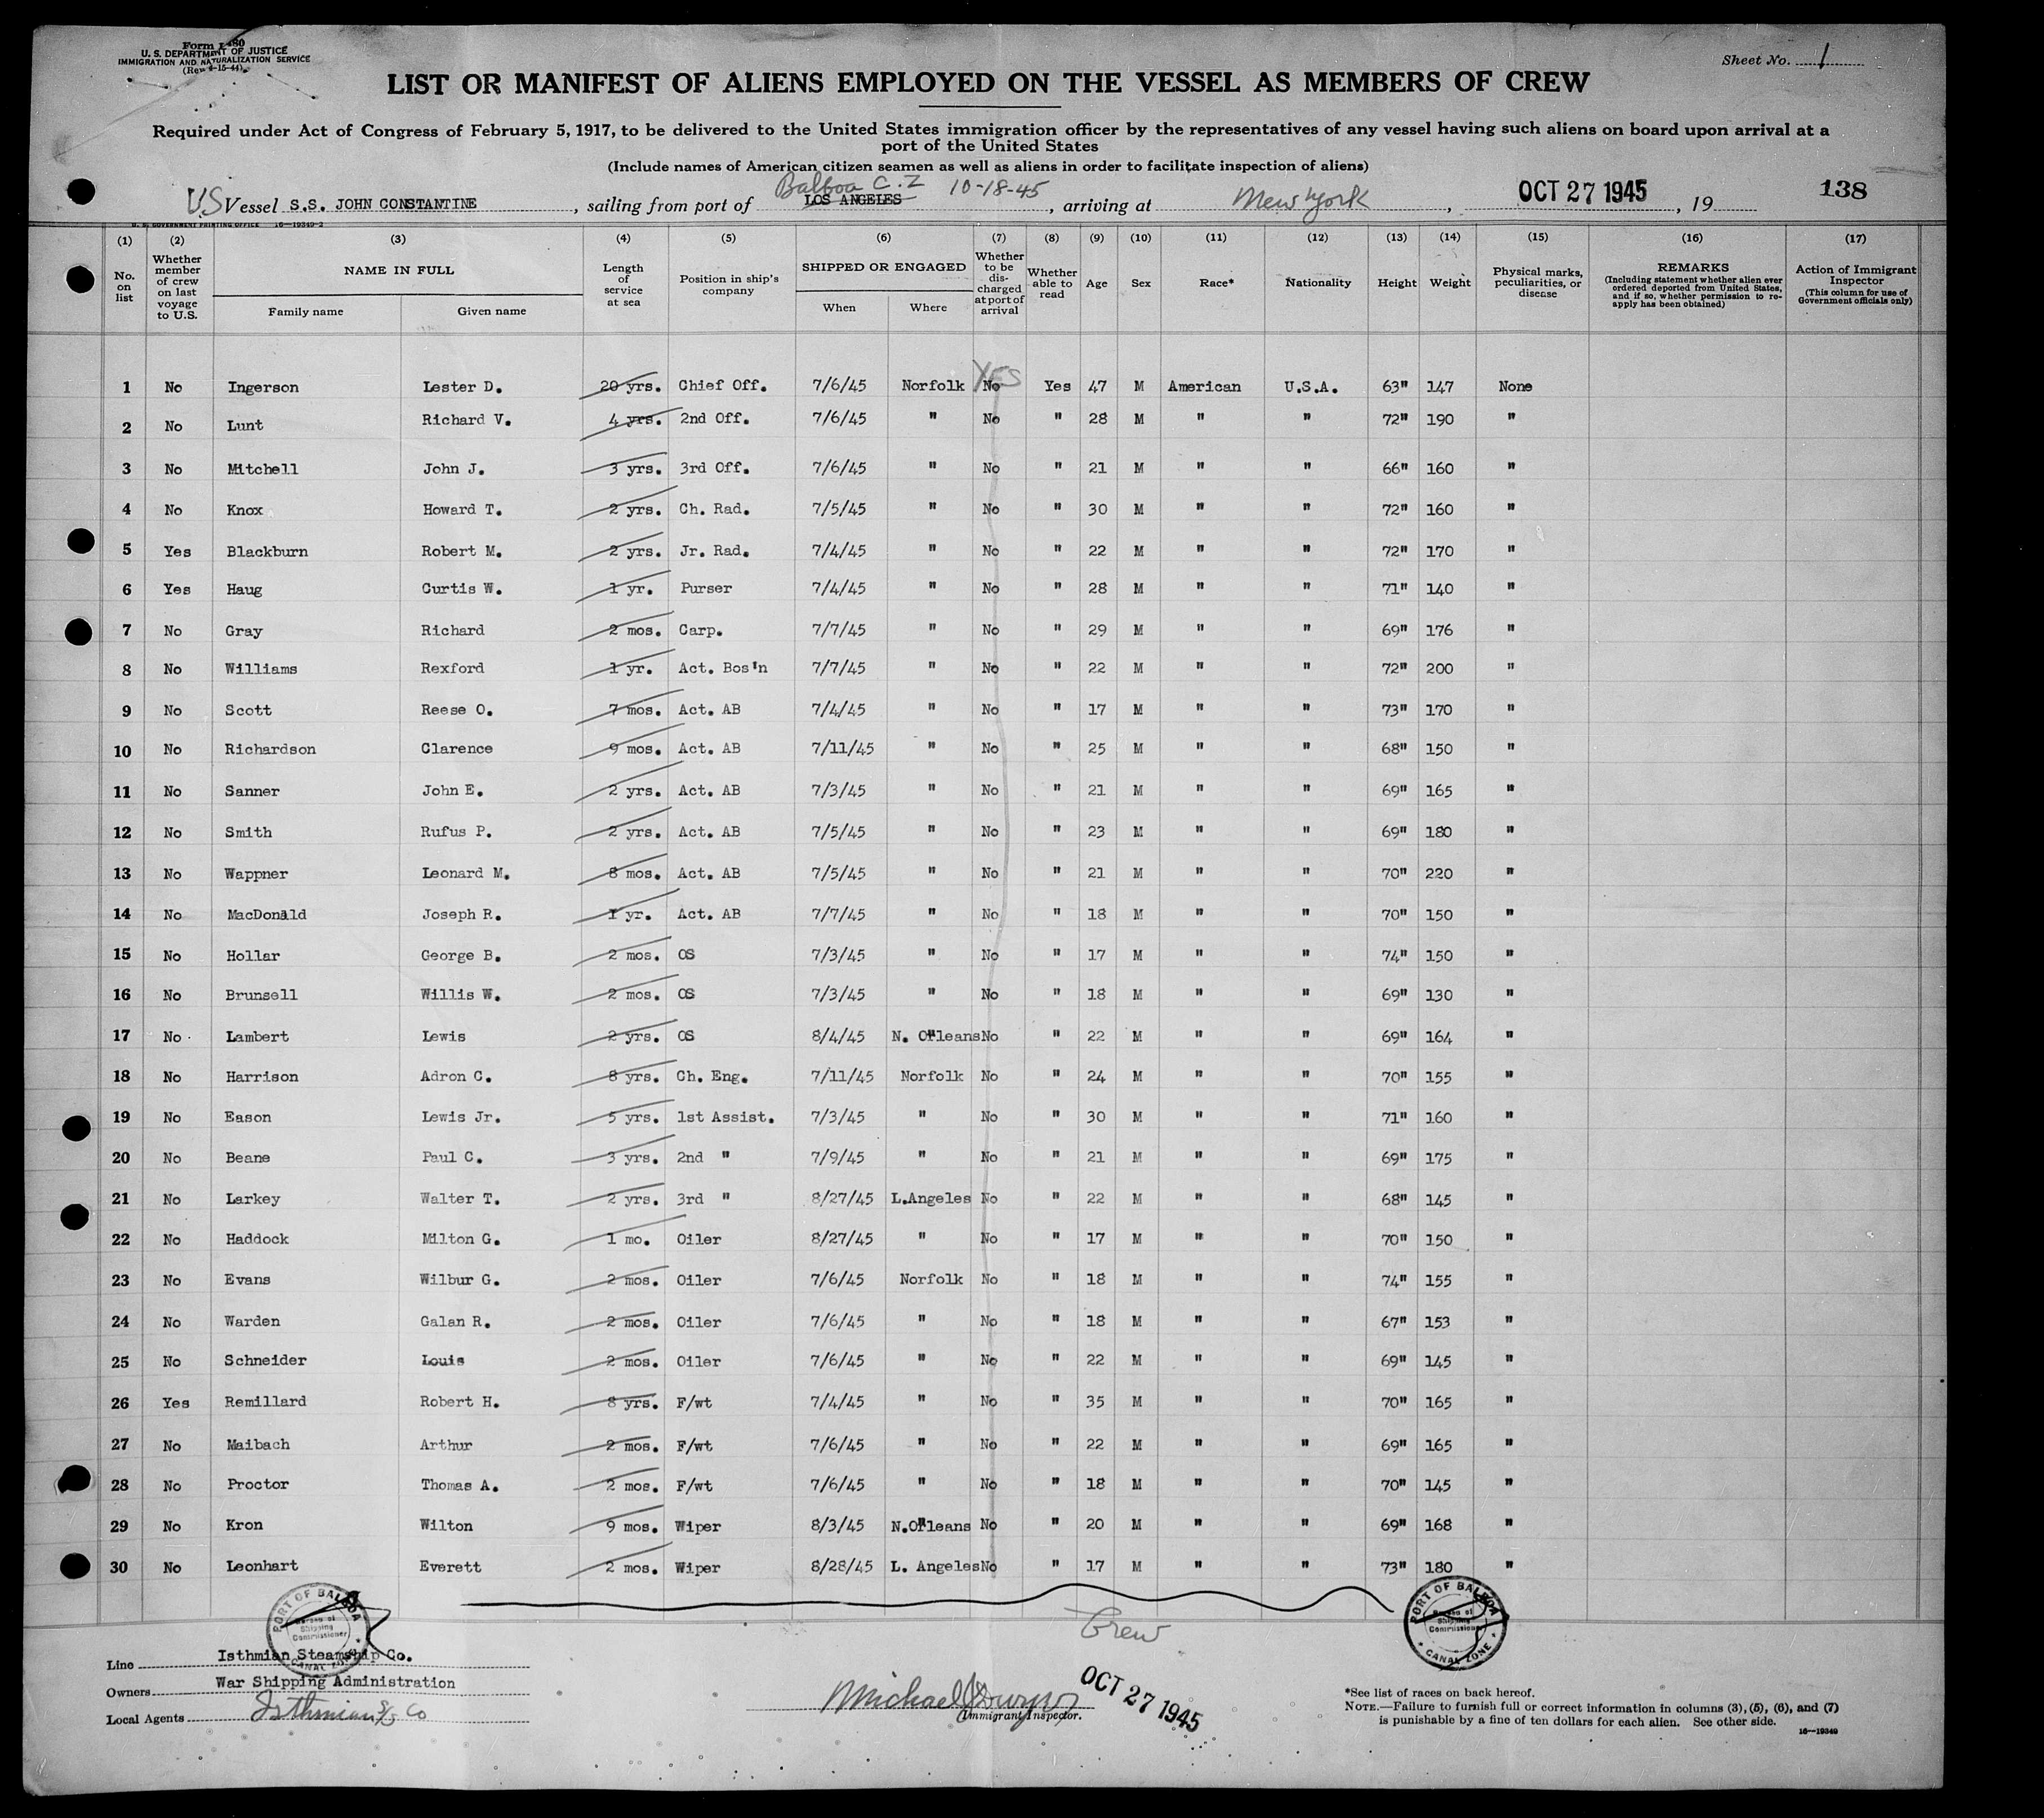 Form I-480
U. S. DEPARTMENT OF JUSTICE
IMMIGRATION AND NATURALIZATION SERVICE
(Rev. 4-15-44)
Sheet No. 1
LIST OR MANIFEST OF ALIENS EMPLOYED ON THE VESSEL AS MEMBERS OF CREW
Required under Act of Congress of February 5, 1917, to be delivered to the United States immigration officer by the representatives of any vessel having such aliens on board upon arrival at a
port of the United States
(Include names of American citizen seamen as well as aliens in order to facilitate inspection of aliens)
Balboa C.Z 10-18-45
U.S Vessel S.S. JOHN CONSTANTINE, sailing from port of LOS ANGELES, arriving at New York, OCT 27 1945, 19 138
U. S. GOVERNMENT PRINTING OFFICE 16—19349-2
(1) (2) (3) (4) (5) (6) (7) (8) (9) (10) (11) (12) (13) (14) (15) (16) (17)
No. on list | Whether member of crew on last voyage to U.S. | NAME IN FULL Family name Given name | Length of service at sea | Position in ship's company | SHIPPED OR ENGAGED When Where | Whether to be discharged at port of arrival | Whether able to read | Age | Sex | Race* | Nationality | Height | Weight | Physical marks, peculiarities, or disease | REMARKS (Including statement whether alien ever ordered deported from United States, and if so, whether permission to reapply has been obtained) | Action of Immigrant Inspector (This column for use of Government officials only)
YES
1 No Ingerson Lester D. 20 yrs. Chief Off. 7/6/45 Norfolk No Yes 47 M American U.S.A. 63" 147 None
2 No Lunt Richard V. 4 yrs. 2nd Off. 7/6/45 " No " 28 M " " 72" 190 "
3 No Mitchell John J. 3 yrs. 3rd Off. 7/6/45 " No " 21 M " " 66" 160 "
4 No Knox Howard T. 2 yrs. Ch. Rad. 7/5/45 " No " 30 M " " 72" 160 "
5 Yes Blackburn Robert M. 2 yrs. Jr. Rad. 7/4/45 " No " 22 M " " 72" 170 "
6 Yes Haug Curtis W. 1 yr. Purser 7/4/45 " No " 28 M " " 71" 140 "
7 No Gray Richard 2 mos. Carp. 7/7/45 " No " 29 M " " 69" 176 "
8 No Williams Rexford 1 yr. Act. Bos'n 7/7/45 " No " 22 M " " 72" 200 "
9 No Scott Reese O. 7 mos. Act. AB 7/4/45 " No " 17 M " " 73" 170 "
10 No Richardson Clarence 9 mos. Act. AB 7/11/45 " No " 25 M " " 68" 150 "
11 No Sanner John E. 2 yrs. Act. AB 7/3/45 " No " 21 M " " 69" 165 "
12 No Smith Rufus P. 2 yrs. Act. AB 7/5/45 " No " 23 M " " 69" 180 "
13 No Wappner Leonard M. 8 mos. Act. AB 7/5/45 " No " 21 M " " 70" 220 "
14 No MacDonald Joseph R. 1 yr. Act. AB 7/7/45 " No " 18 M " " 70" 150 "
15 No Hollar George B. 2 mos. OS 7/3/45 " No " 17 M " " 74" 150 "
16 No Brunsell Willis W. 2 mos. OS 7/3/45 " No " 18 M " " 69" 130 "
17 No Lambert Lewis 2 yrs. OS 8/4/45 N. Orleans No " 22 M " " 69" 164 "
18 No Harrison Adron C. 8 yrs. Ch. Eng. 7/11/45 Norfolk No " 24 M " " 70" 155 "
19 No Eason Lewis Jr. 5 yrs. 1st Assist. 7/3/45 " No " 30 M " " 71" 160 "
20 No Beane Paul C. 3 yrs. 2nd " 7/9/45 " No " 21 M " " 69" 175 "
21 No Larkey Walter T. 2 yrs. 3rd " 8/27/45 L.Angeles No " 22 M " " 68" 145 "
22 No Haddock Milton G. 1 mo. Oiler 8/27/45 " No " 17 M " " 70" 150 "
23 No Evans Wilbur G. 2 mos. Oiler 7/6/45 Norfolk No " 18 M " " 74" 155 "
24 No Warden Galan R. 2 mos. Oiler 7/6/45 " No " 18 M " " 67" 153 "
25 No Schneider Louis 2 mos. Oiler 7/6/45 " No " 22 M " " 69" 145 "
26 Yes Remillard Robert H. 8 yrs. F/wt 7/4/45 " No " 35 M " " 70" 165 "
27 No Maibach Arthur 2 mos. F/wt 7/6/45 " No " 22 M " " 69" 165 "
28 No Proctor Thomas A. 2 mos. F/wt 7/6/45 " No " 18 M " " 70" 145 "
29 No Kron Wilton 9 mos. Wiper 8/3/45 N.Orleans No " 20 M " " 69" 168 "
30 No Leonhart Everett 2 mos. Wiper 8/28/45 L. Angeles No " 17 M " " 73" 180 "
PORT OF BALBOA Bureau of Shipping Commissioner CANAL ZONE
PORT OF BALBOA Bureau of Shipping Commissioner CANAL ZONE
Crew
Line Isthmian Steamship Co.
Owners War Shipping Administration
Local Agents Isthmian S/S Co
Michael
Immigrant Inspector.
OCT 27 1945
*See list of races on back hereof.
NOTE.—Failure to furnish full or correct information in columns (3), (5), (6), and (7)
is punishable by a fine of ten dollars for each alien. See other side.
16—19349